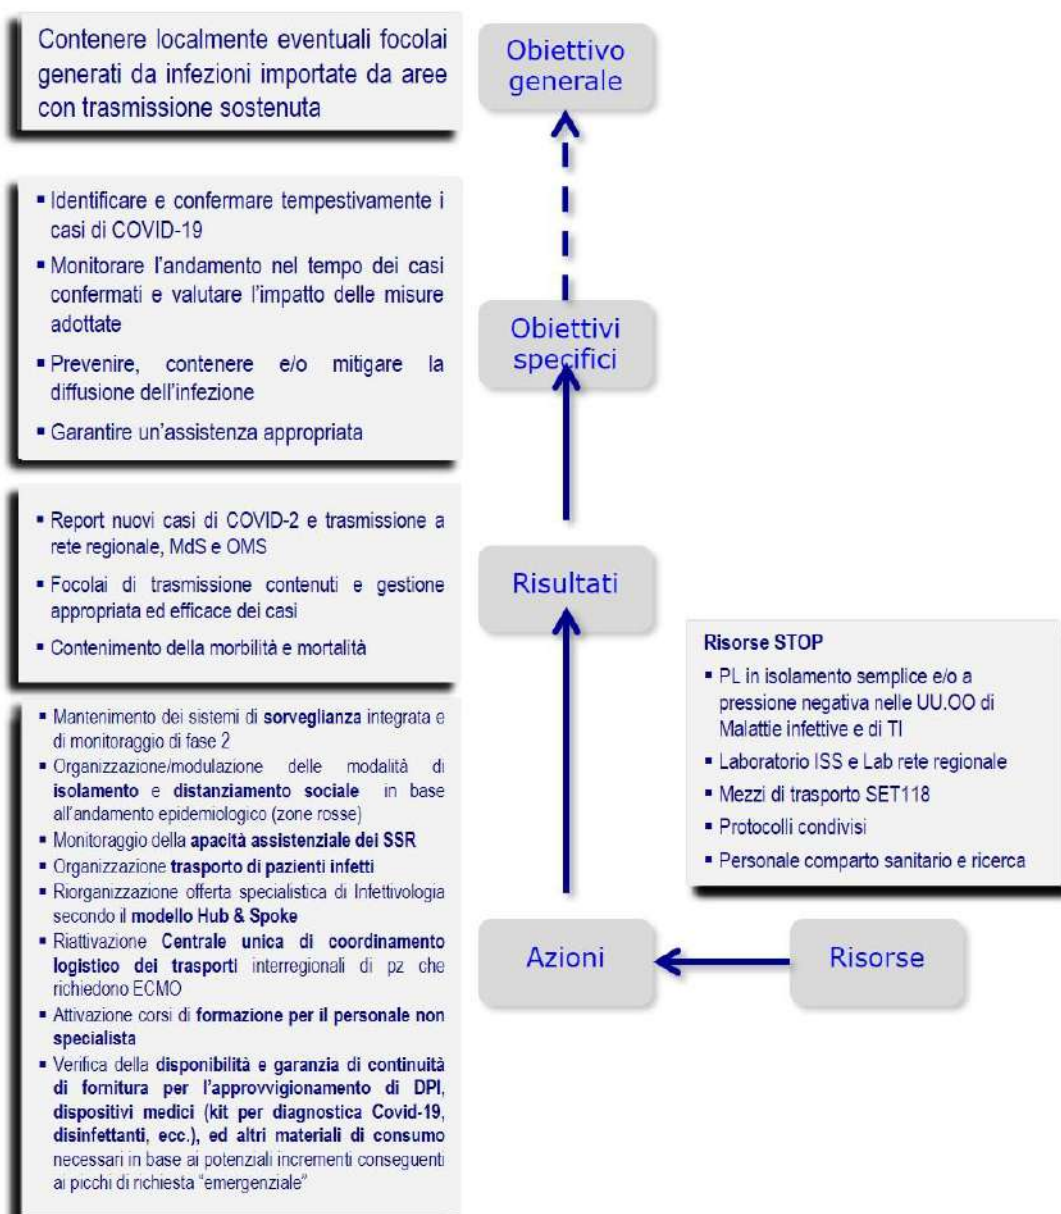 Contenere localmente eventuali focolai
generati da infezioni importate da aree
con trasmissione sostenuta
Obiettivo
generale
▪ Identificare e confermare tempestivamente i
casi di COVID-19
▪ Monitorare l'andamento nel tempo dei casi
confermati e valutare l'impatto delle misure
adottate
▪ Prevenire, contenere e/o mitigare la
diffusione dell'infezione
▪ Garantire un'assistenza appropriata
Obiettivi
specifici
▪ Report nuovi casi di COVID-2 e trasmissione a
rete regionale, MdS e OMS
▪ Focolai di trasmissione contenuti e gestione
appropriata ed efficace dei casi
▪ Contenimento della morbilità e mortalità
Risultati
▪ Mantenimento dei sistemi di sorveglianza integrata e
di monitoraggio di fase 2
▪ Organizzazione/modulazione delle modalità di
isolamento e distanziamento sociale in base
all'andamento epidemiologico (zone rosse)
▪ Monitoraggio della apacità assistenziale dei SSR
▪ Organizzazione trasporto di pazienti infetti
▪ Riorganizzazione offerta specialistica di Infettivologia
secondo il modello Hub & Spoke
▪ Riattivazione Centrale unica di coordinamento
logistico dei trasporti interregionali di pz che
richiedono ECMO
▪ Attivazione corsi di formazione per il personale non
specialista
▪ Verifica della disponibilità e garanzia di continuità
di fornitura per l'approvvigionamento di DPI,
dispositivi medici (kit per diagnostica Covid-19,
disinfettanti, ecc.), ed altri materiali di consumo
necessari in base ai potenziali incrementi conseguenti
ai picchi di richiesta "emergenziale"
Azioni
Risorse
Risorse STOP
▪ PL in isolamento semplice e/o a
pressione negativa nelle UU.OO di
Malattie infettive e di TI
▪ Laboratorio ISS e Lab rete regionale
▪ Mezzi di trasporto SET118
▪ Protocolli condivisi
▪ Personale comparto sanitario e ricerca